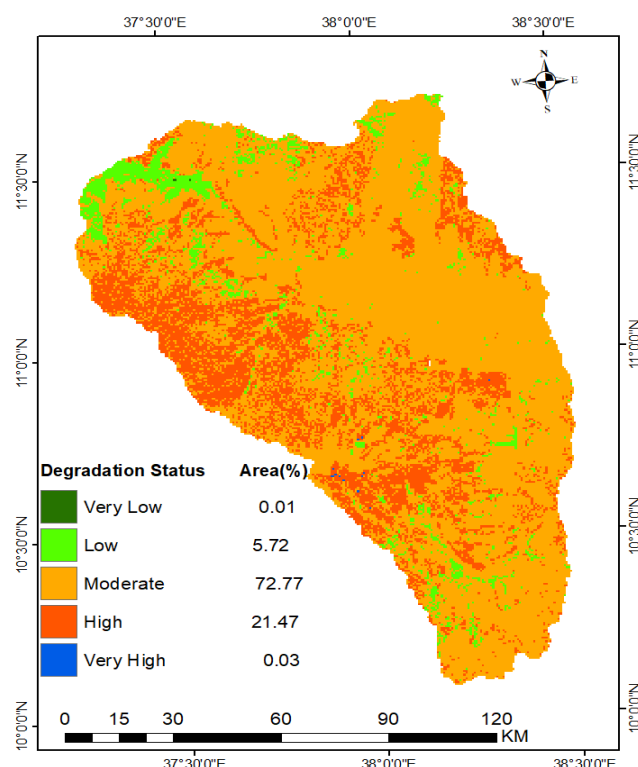 37°30'0"E 38°0'0"E 38°30'0"E
N
W E
S
11°30'0"N 11°30'0"N
11°0'0"N 11°0'0"N
Degradation Status Area(%)
Very Low 0.01
Low 5.72
10°30'0"N 10°30'0"N
Moderate 72.77
High 21.47
Very High 0.03
10°0'0"N 10°0'0"N
0 15 30 60 90 120
KM
37°30'0"E 38°0'0"E 38°30'0"E